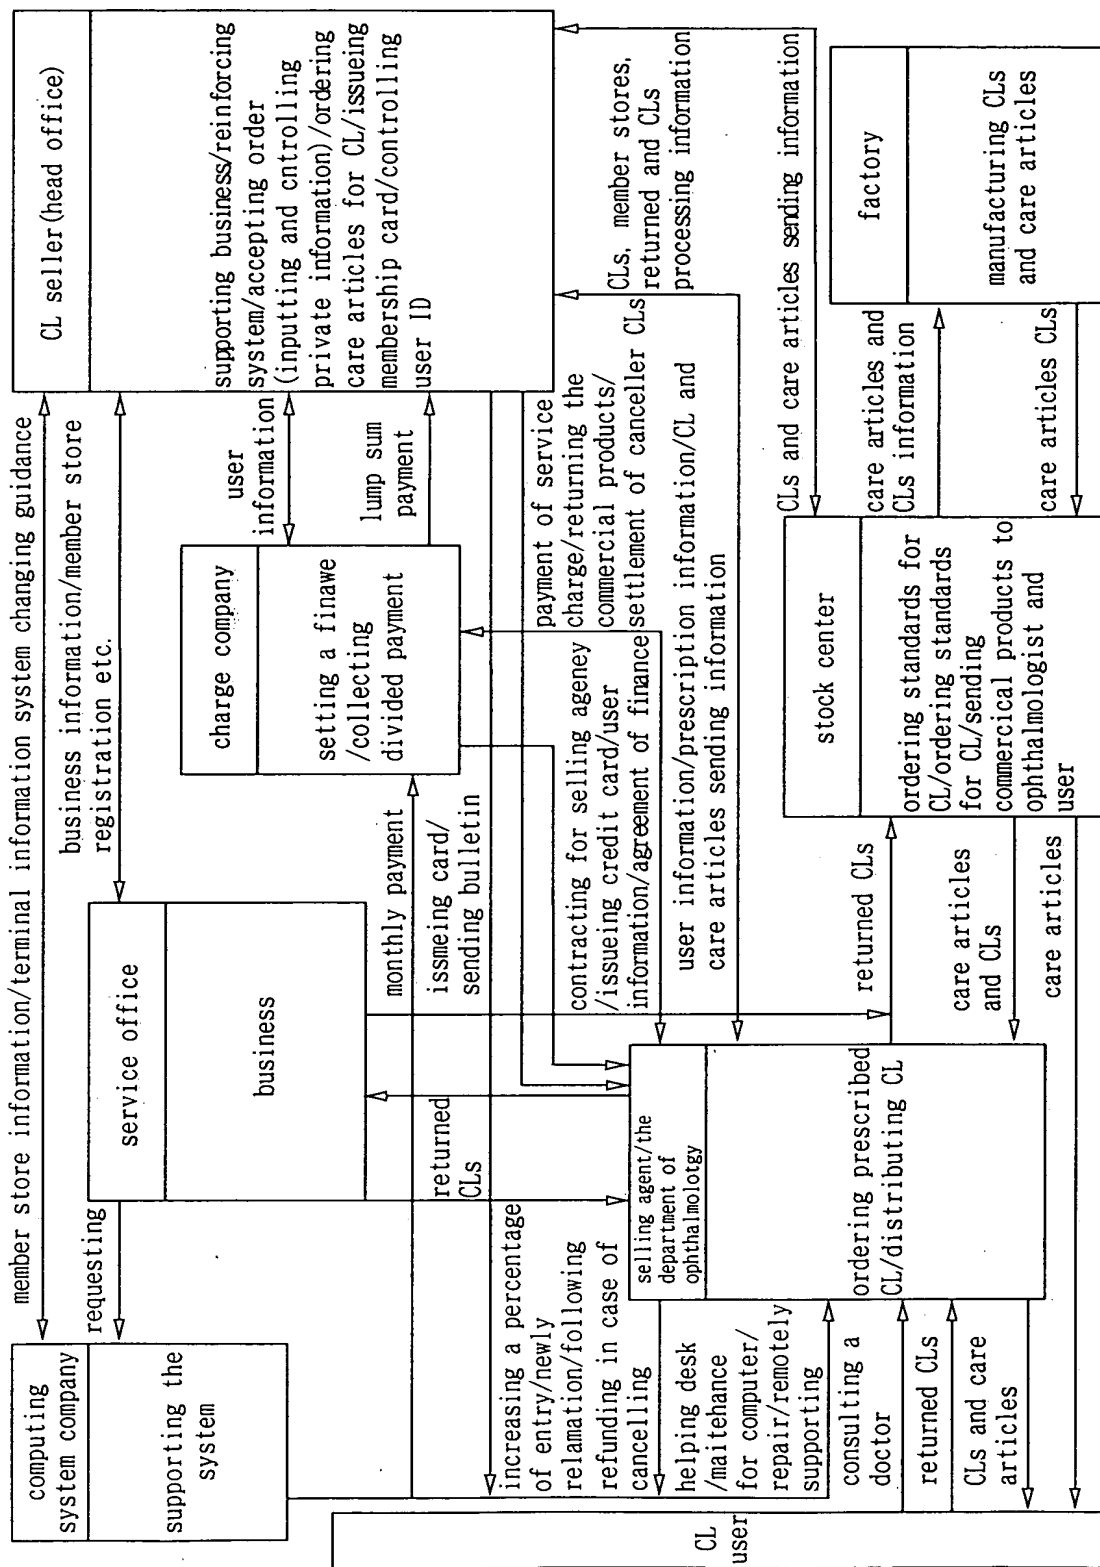 member store information/terminal information system changing guidance
business information/member store
registration etc.
computing
system company
supporting the
system
requesting
service office
business
charge company
setting a finawe
/collecting
divided payment
user
information
lump sum
payment
CL seller(head office)
supporting business/reinforcing
system/accepting order
(inputting and cntrolling
private information)/ordering
care articles for CL/issueing
membership card/controlling
user ID
monthly payment
issmeing card/
sending bulletin
returned
CLs
payment of service
charge/returning the
commercial products/
settlement of canceller CLs
contracting for selling ageney
/issueing credit card/user
information/agreement of finance
user information/prescription information/CL and
care articles sending information
CLs, member stores,
returned and CLs
processing information
CLs and care articles sending information
increasing a percentage
of entry/newly
relamation/following
refunding in case of
cancelling
selling agent/the
department of
ophthalmolotgy
ordering prescribed
CL/distributing CL
helping desk
/maitehance
for computer/
repair/remotely
supporting
consulting a
doctor
returned CLs
CLs and care
articles
returned CLs
care articles
and CLs
care articles
stock center
ordering standards for
CL/ordering standards
for CL/sending
commercical products to
ophthalmologist and
user
care articles and
CLs information
care articles CLs
factory
manufacturing CLs
and care articles
CL
user